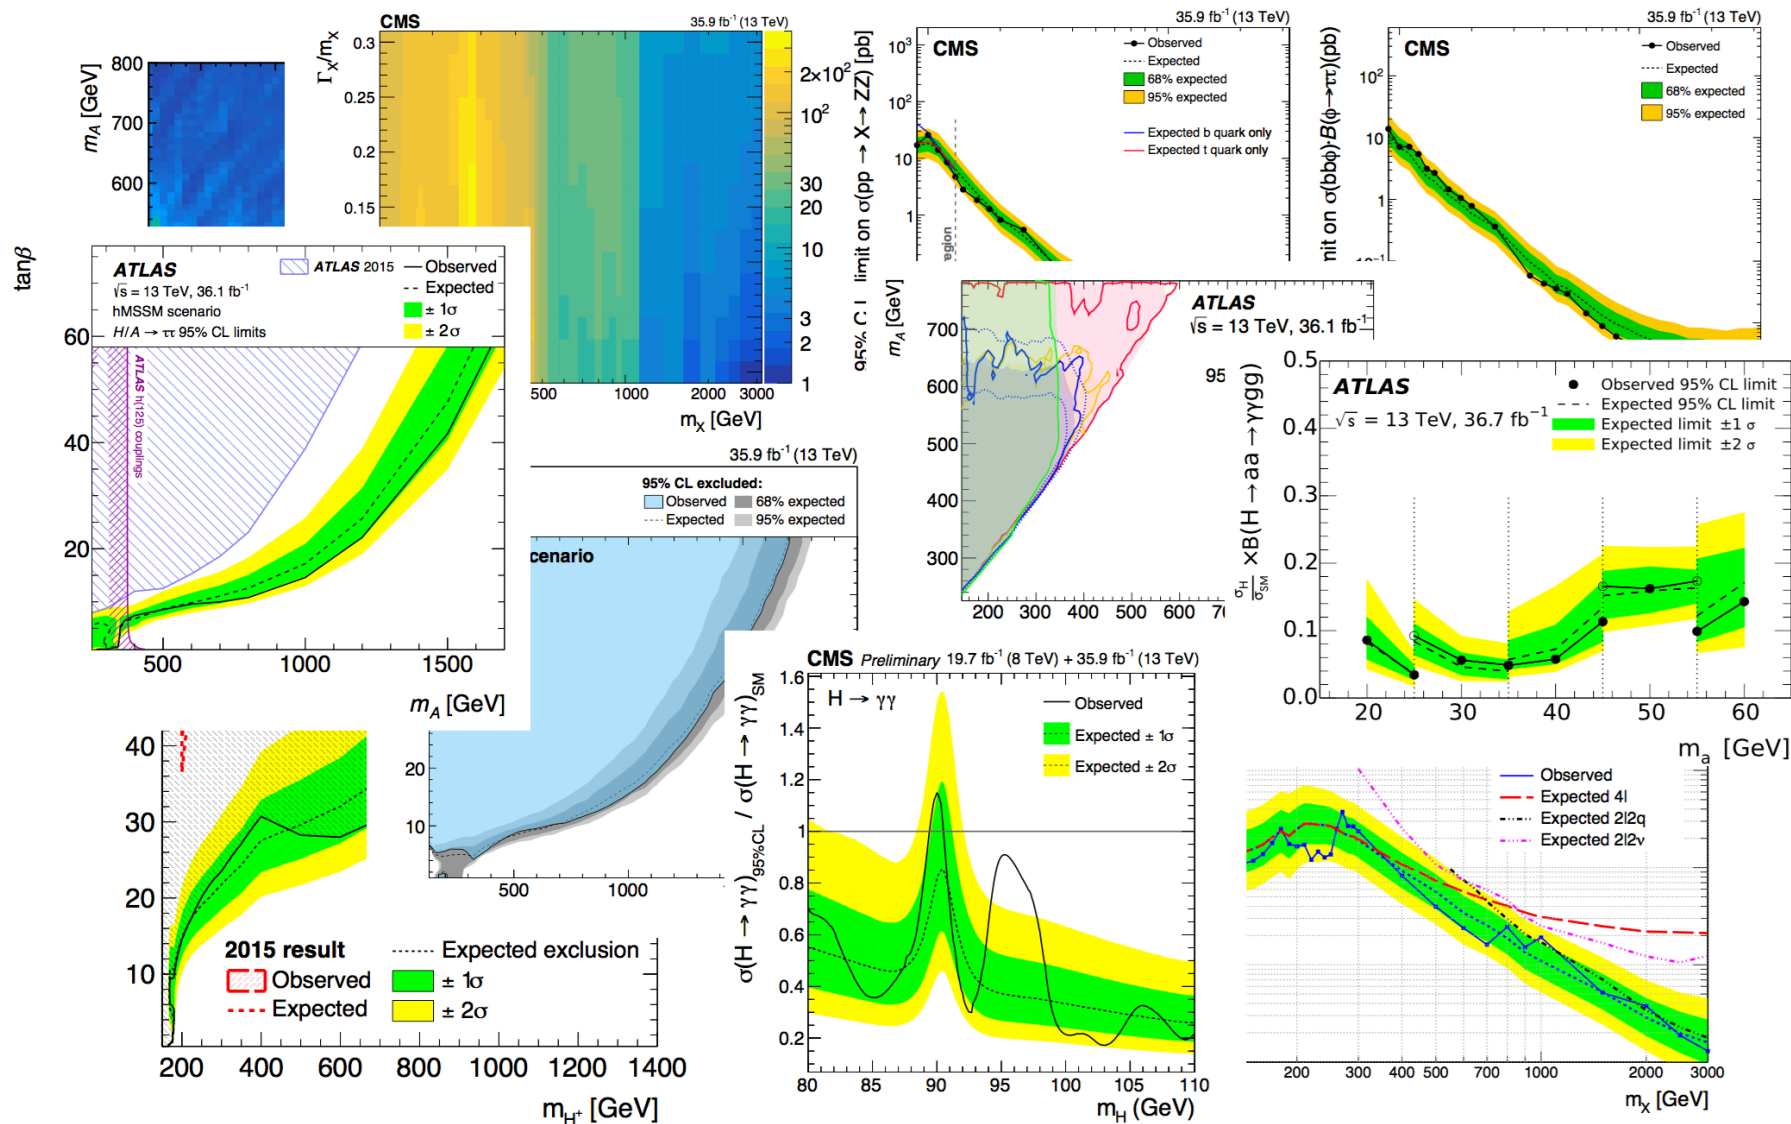 CMS
35.9 fb⁻¹ (13 TeV)
Γ_X/m_X
0.3
0.25
0.2
0.15
500
1000
2000
3000
m_X [GeV]
2×10²
10²
30
20
10
3
2
1
95% CL limit on σ(pp → X → ZZ) [pb]
m_A [GeV]
800
700
600
35.9 fb⁻¹ (13 TeV)
CMS
10³
10²
10
1
Observed
Expected
68% expected
95% expected
Expected b quark only
Expected t quark only
region
35.9 fb⁻¹ (13 TeV)
CMS
10²
10
1
10⁻¹
Observed
Expected
68% expected
95% expected
σ(bbφ)·B(φ→ττ)(pb)
tanβ
ATLAS
√s = 13 TeV, 36.1 fb⁻¹
hMSSM scenario
H/A → ττ 95% CL limits
ATLAS 2015
Observed
Expected
± 1σ
± 2σ
ATLAS h(125) couplings
60
40
20
500
1000
1500
m_A [GeV]
35.9 fb⁻¹ (13 TeV)
95% CL excluded:
Observed
68% expected
Expected
95% expected
cenario
20
10
500
1000
m_A [GeV]
700
600
500
400
300
200 300 400 500 600
ATLAS
√s = 13 TeV, 36.1 fb⁻¹
95
σ_H/σ_SM ×B(H → aa → γγgg)
0.5
0.4
0.3
0.2
0.1
0.0
ATLAS
√s = 13 TeV, 36.7 fb⁻¹
Observed 95% CL limit
Expected 95% CL limit
Expected limit ±1 σ
Expected limit ±2 σ
20 30 40 50 60
m_a [GeV]
40
30
20
10
2015 result
Observed
Expected
Expected exclusion
± 1σ
± 2σ
200 400 600 800 1000 1200 1400
m_H⁺ [GeV]
CMS Preliminary 19.7 fb⁻¹ (8 TeV) + 35.9 fb⁻¹ (13 TeV)
σ(H → γγ)_95%CL / σ(H → γγ)_SM
H → γγ
Observed
Expected ± 1σ
Expected ± 2σ
1.6
1.4
1.2
1
0.8
0.6
0.4
0.2
80 85 90 95 100 105 110
m_H (GeV)
Observed
Expected 4l
Expected 2l2q
Expected 2l2ν
200 300 400 500 700 1000 2000 3000
m_X [GeV]